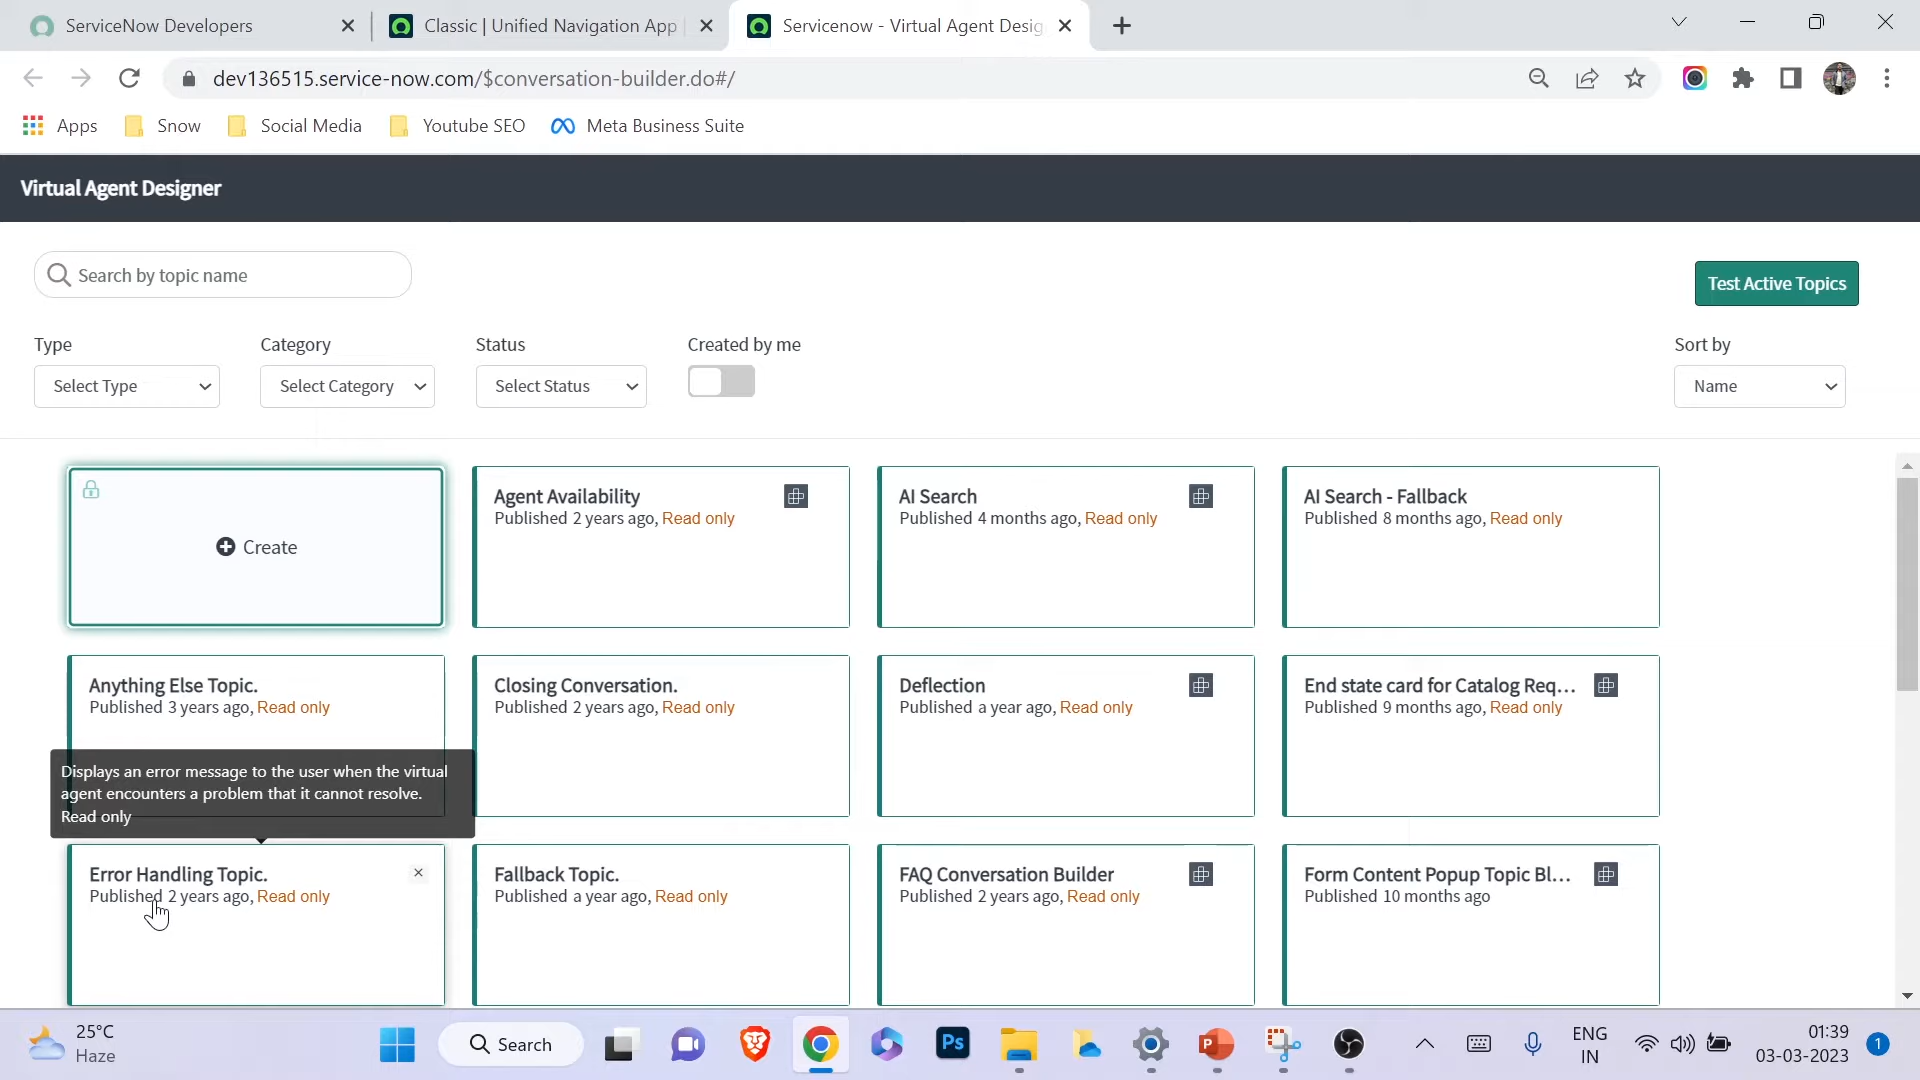 ServiceNow Developers
Classic | Unified Navigation App
Servicenow - Virtual Agent Desig
dev136515.service-now.com/$conversation-builder.do#/
Apps
Snow
Social Media
Youtube SEO
Meta Business Suite
Virtual Agent Designer
Search by topic name
Test Active Topics
Type
Category
Status
Created by me
Sort by
Select Type
Select Category
Select Status
Name
Create
Agent Availability
Published 2 years ago, Read only
AI Search
Published 4 months ago, Read only
AI Search - Fallback
Published 8 months ago, Read only
Anything Else Topic.
Published 3 years ago, Read only
Closing Conversation.
Published 2 years ago, Read only
Deflection
Published a year ago, Read only
End state card for Catalog Req...
Published 9 months ago, Read only
Displays an error message to the user when the virtual
agent encounters a problem that it cannot resolve.
Read only
Error Handling Topic.
Published 2 years ago, Read only
Fallback Topic.
Published a year ago, Read only
FAQ Conversation Builder
Published 2 years ago, Read only
Form Content Popup Topic Bl...
Published 10 months ago
25°C
Haze
Search
Ps
P
ENG
IN
01:39
03-03-2023
1